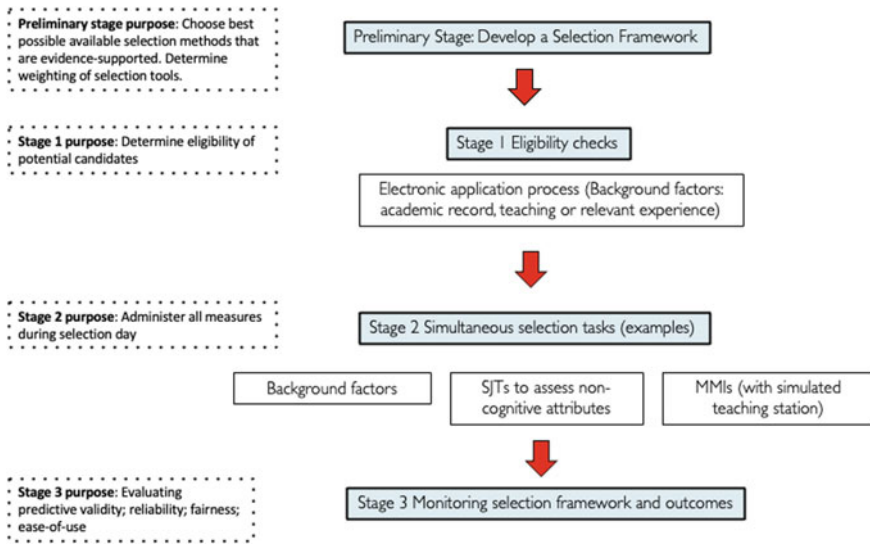 Preliminary stage purpose: Choose best
possible available selection methods that
are evidence-supported. Determine
weighting of selection tools.
Preliminary Stage: Develop a Selection Framework
Stage 1 purpose: Determine eligibility of
potential candidates
Stage 1 Eligibility checks
Electronic application process (Background factors:
academic record, teaching or relevant experience)
Stage 2 purpose: Administer all measures
during selection day
Stage 2 Simultaneous selection tasks (examples)
Background factors
SJTs to assess non-
cognitive attributes
MMIs (with simulated
teaching station)
Stage 3 purpose: Evaluating
predictive validity; reliability; fairness;
ease-of-use
Stage 3 Monitoring selection framework and outcomes